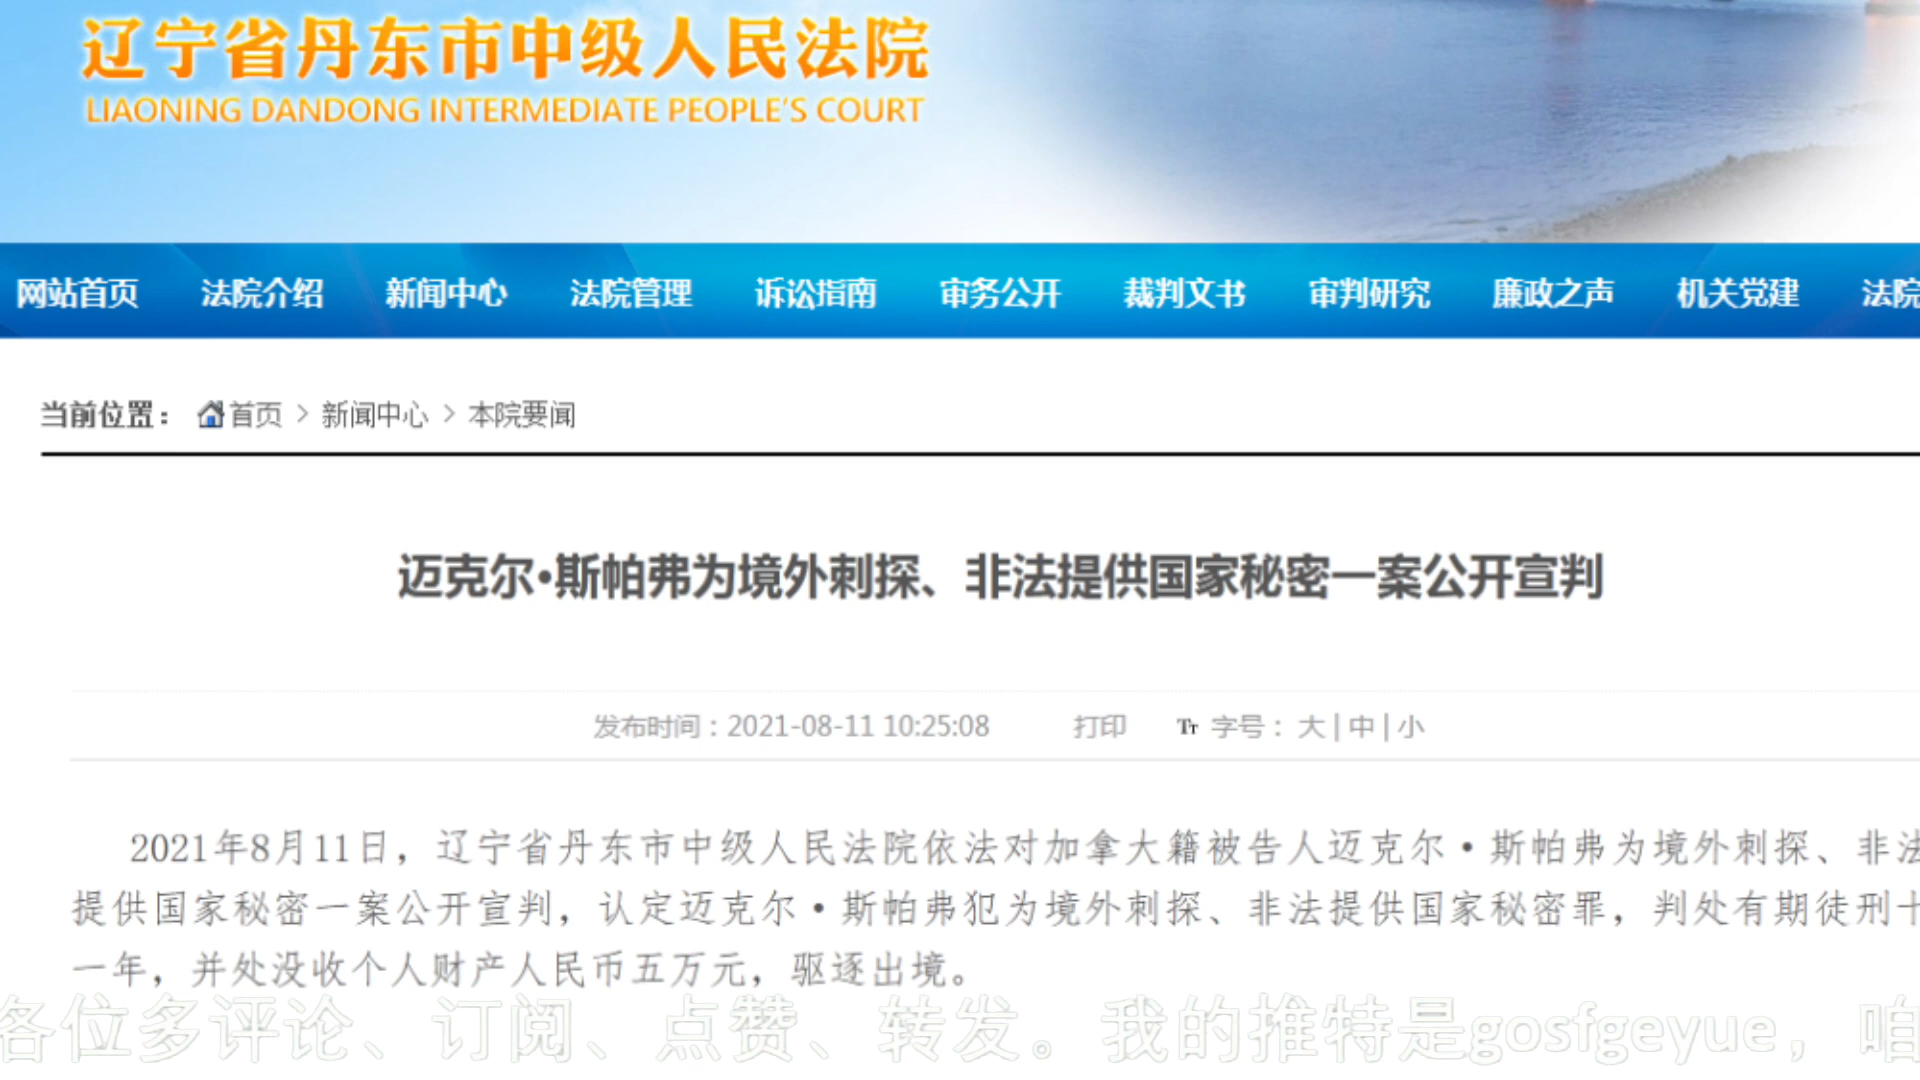 辽宁省丹东市中级人民法院
LIAONING DANDONG INTERMEDIATE PEOPLE'S COURT
网站首页 法院介绍 新闻中心 法院管理 诉讼指南 审务公开 裁判文书 审判研究 廉政之声 机关党建 法院
当前位置： 首页 > 新闻中心 > 本院要闻
迈克尔•斯帕弗为境外刺探、非法提供国家秘密一案公开宣判
发布时间：2021-08-11 10:25:08 打印 Tr 字号： 大 | 中 | 小
2021年8月11日，辽宁省丹东市中级人民法院依法对加拿大籍被告人迈克尔•斯帕弗为境外刺探、非法
提供国家秘密一案公开宣判，认定迈克尔•斯帕弗犯为境外刺探、非法提供国家秘密罪，判处有期徒刑十
一年，并处没收个人财产人民币五万元，驱逐出境。
各位多评论、订阅、点赞、转发。我的推特是gosfgeyue，咱